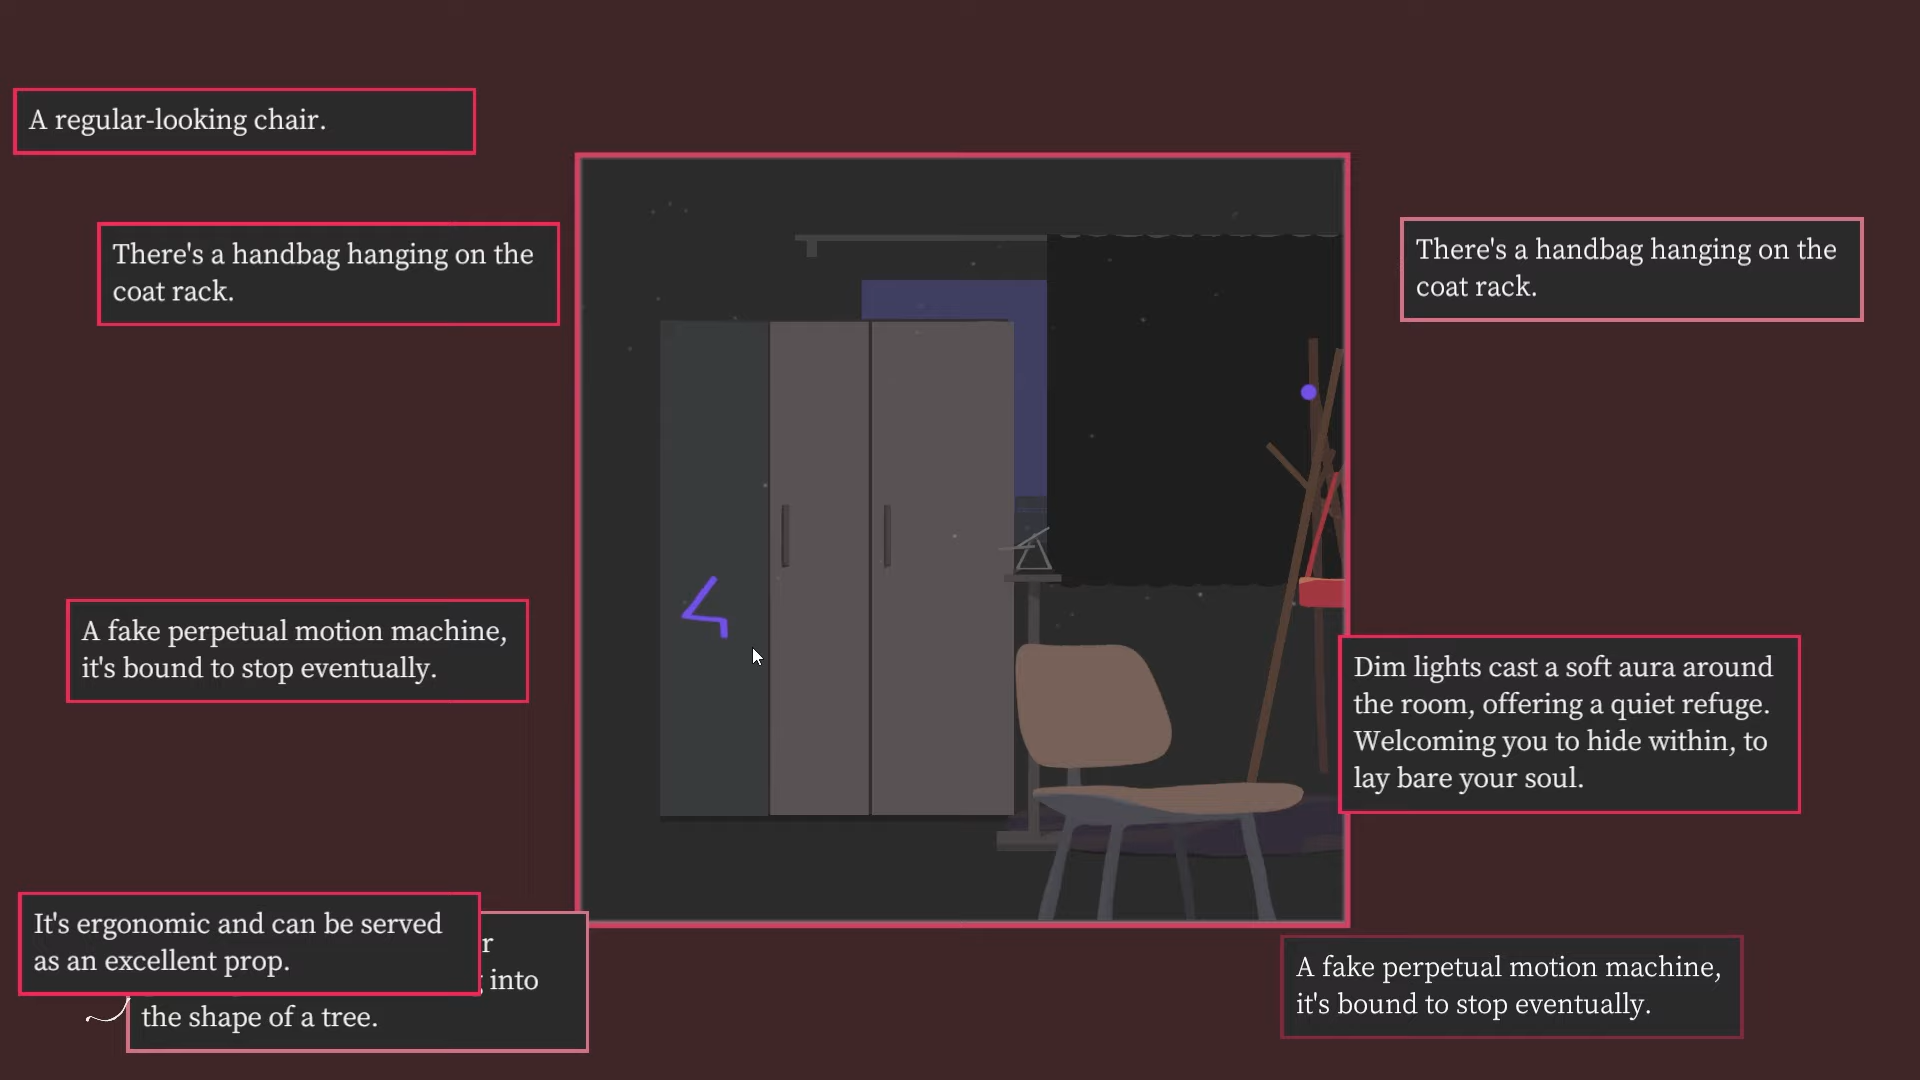 A regular-looking chair.
There's a handbag hanging on the
coat rack.
There's a handbag hanging on the
coat rack.
A fake perpetual motion machine,
it's bound to stop eventually.
Dim lights cast a soft aura around
the room, offering a quiet refuge.
Welcoming you to hide within, to
lay bare your soul.
It's ergonomic and can be served
as an excellent prop.
into
the shape of a tree.
A fake perpetual motion machine,
it's bound to stop eventually.